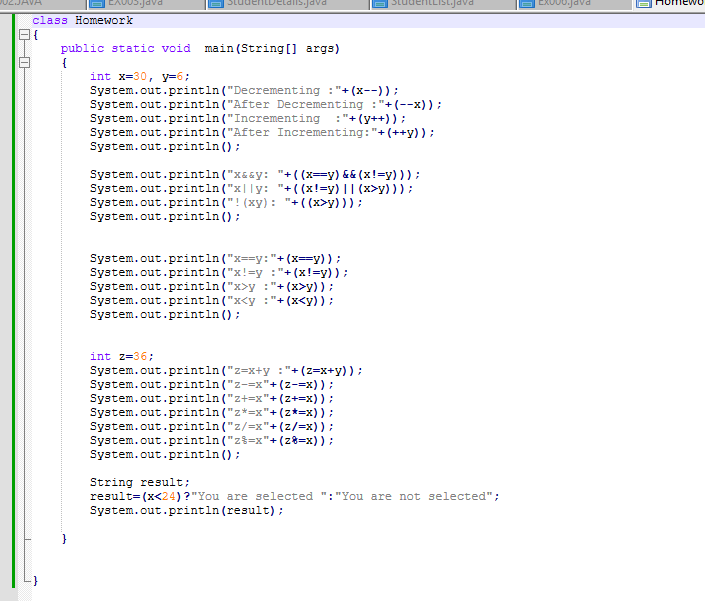 002.JAVA EX003.java StudentDetails.java StudentList.java Ex006.java Homewo
class Homework
{
public static void  main(String[] args)
{
int x=30, y=6;
System.out.println("Decrementing :"+(x--));
System.out.println("After Decrementing :"+(--x));
System.out.println("Incrementing  :"+(y++));
System.out.println("After Incrementing:"+(++y));
System.out.println();
System.out.println("x&&y: "+((x==y)&&(x!=y)));
System.out.println("x||y: "+((x!=y)||(x>y)));
System.out.println("!(xy): "+((x>y)));
System.out.println();
System.out.println("x==y:"+(x==y));
System.out.println("x!=y :"+(x!=y));
System.out.println("x>y :"+(x>y));
System.out.println("x<y :"+(x<y));
System.out.println();
int z=36;
System.out.println("z=x+y :"+(z=x+y));
System.out.println("z-=x"+(z-=x));
System.out.println("z+=x"+(z+=x));
System.out.println("z*=x"+(z*=x));
System.out.println("z/=x"+(z/=x));
System.out.println("z%=x"+(z%=x));
System.out.println();
String result;
result=(x<24)?"You are selected ":"You are not selected";
System.out.println(result);
}
}